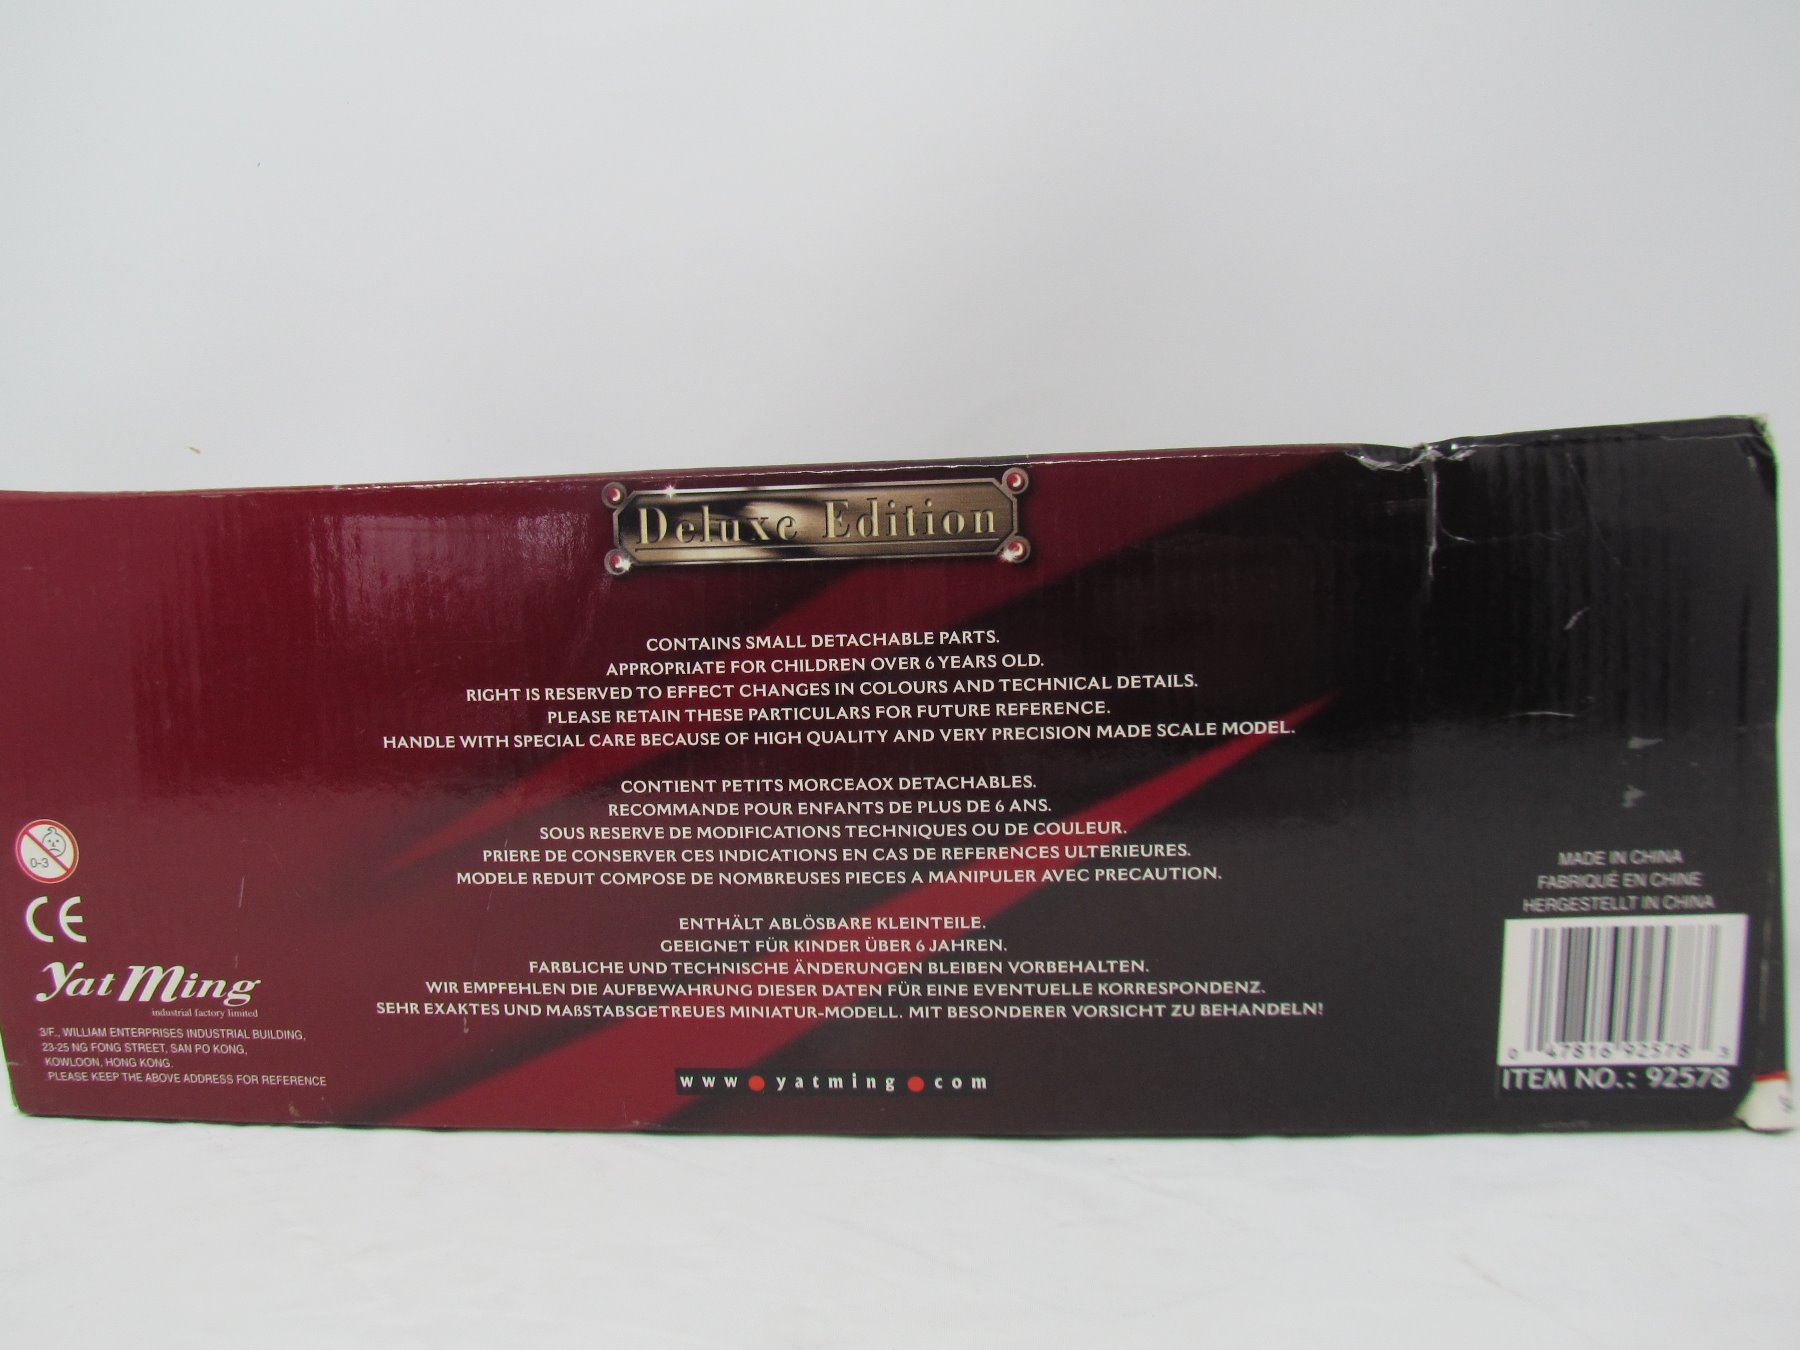 Deluxe Edition
CONTAINS SMALL DETACHABLE PARTS.
APPROPRIATE FOR CHILDREN OVER 6 YEARS OLD.
RIGHT IS RESERVED TO EFFECT CHANGES IN COLOURS AND TECHNICAL DETAILS.
PLEASE RETAIN THESE PARTICULARS FOR FUTURE REFERENCE.
HANDLE WITH SPECIAL CARE BECAUSE OF HIGH QUALITY AND VERY PRECISION MADE SCALE MODEL.
CONTIENT PETITS MORCEAOX DETACHABLES.
RECOMMANDE POUR ENFANTS DE PLUS DE 6 ANS.
SOUS RESERVE DE MODIFICATIONS TECHNIQUES OU DE COULEUR.
PRIERE DE CONSERVER CES INDICATIONS EN CAS DE REFERENCES ULTERIEURES.
MODELE REDUIT COMPOSE DE NOMBREUSES PIECES A MANIPULER AVEC PRECAUTION.
ENTHÄLT ABLÖSBARE KLEINTEILE.
GEEIGNET FÜR KINDER ÜBER 6 JAHREN.
FARBLICHE UND TECHNISCHE ÄNDERUNGEN BLEIBEN VORBEHALTEN.
WIR EMPFEHLEN DIE AUFBEWAHRUNG DIESER DATEN FÜR EINE EVENTUELLE KORRESPONDENZ.
SEHR EXAKTES UND MAßSTABSGETREUES MINIATUR-MODELL. MIT BESONDERER VORSICHT ZU BEHANDELN!
www.yatming.com
0-3
CE
Yat Ming
industrial factory limited
3/F., WILLIAM ENTERPRISES INDUSTRIAL BUILDING,
23-25 NG FONG STREET, SAN PO KONG,
KOWLOON, HONG KONG.
PLEASE KEEP THE ABOVE ADDRESS FOR REFERENCE
MADE IN CHINA
FABRIQUÉ EN CHINE
HERGESTELLT IN CHINA
0 47816 92578 3
ITEM NO.: 92578